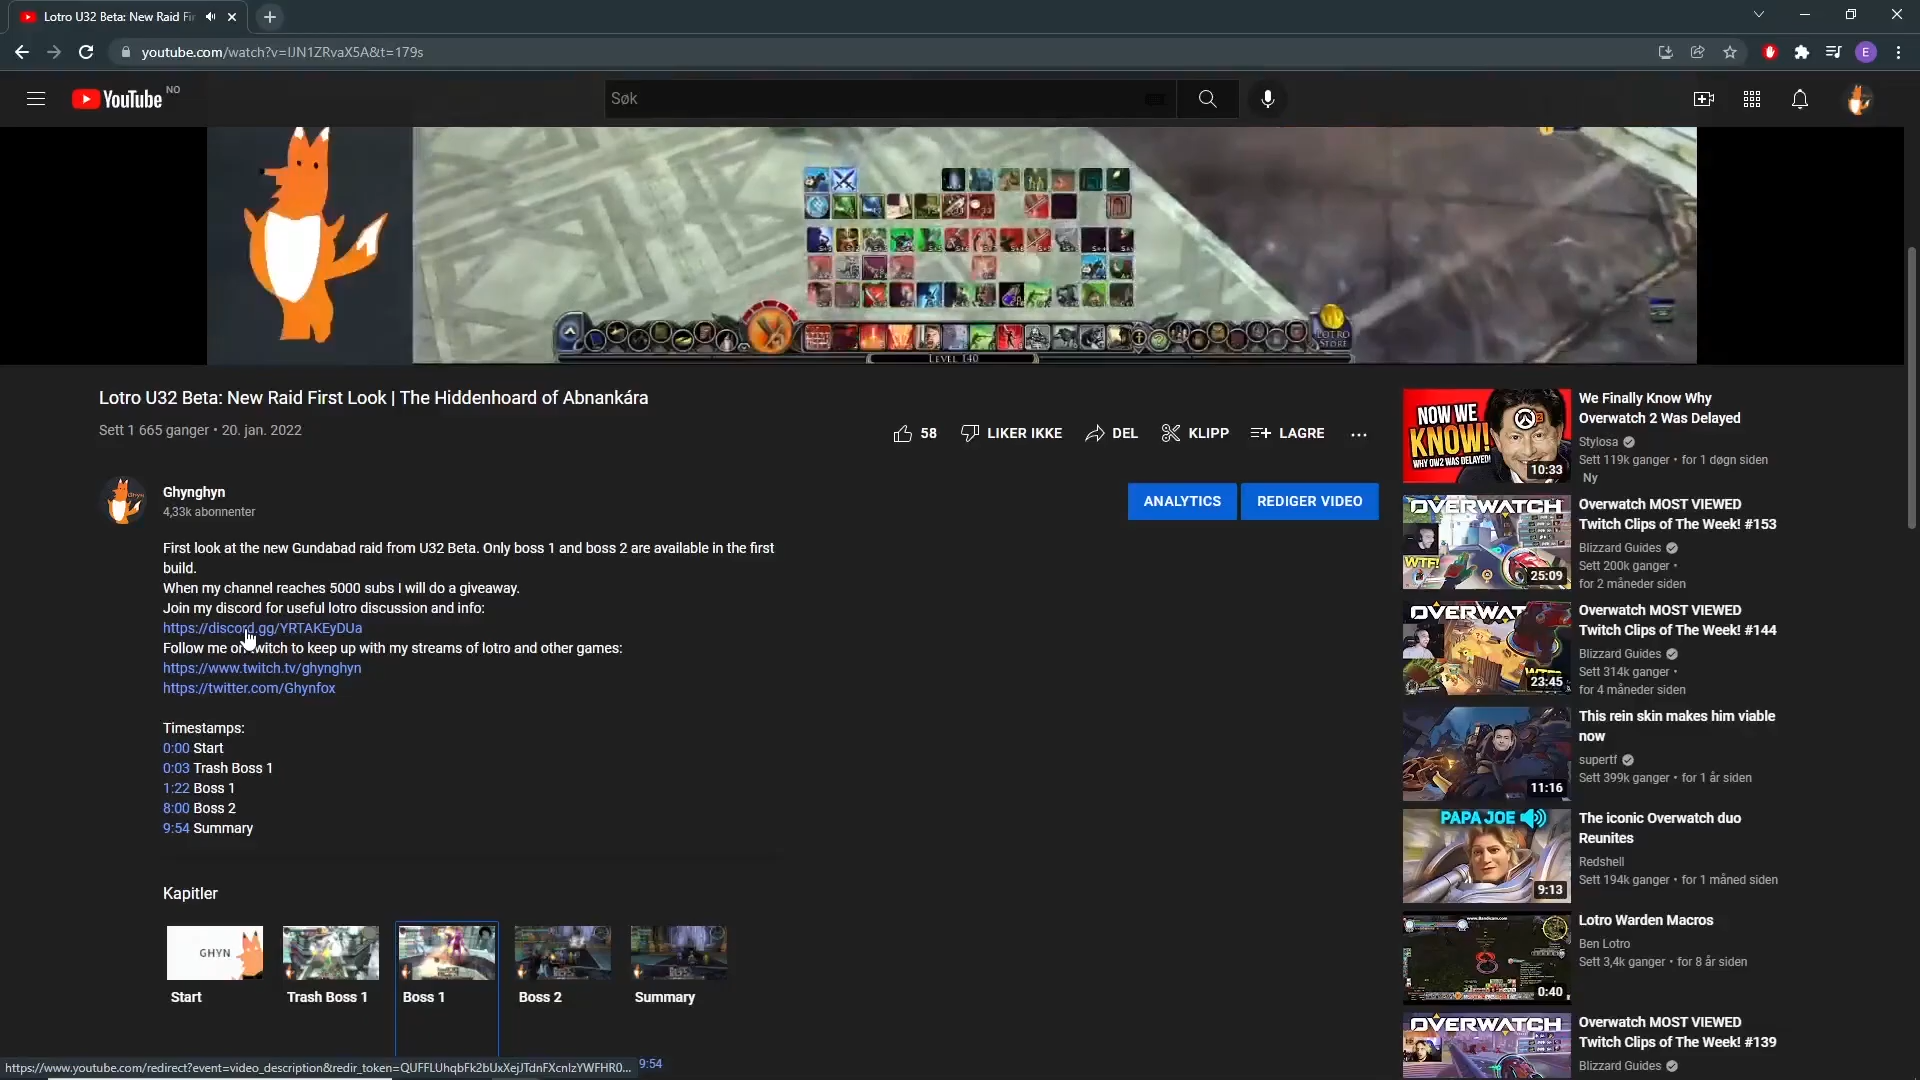 Lotro U32 Beta: New Raid Fir
youtube.com/watch?v=lJN1ZRvaX5A&t=179s
E
YouTube NO
Søk
LOTRO
STORE
LEVEL 140
Lotro U32 Beta: New Raid First Look | The Hiddenhoard of Abnankára
Sett 1 665 ganger • 20. jan. 2022
58
LIKER IKKE
DEL
KLIPP
LAGRE
Ghynghyn
4,33k abonnenter
ANALYTICS
REDIGER VIDEO
First look at the new Gundabad raid from U32 Beta. Only boss 1 and boss 2 are available in the first
build.
When my channel reaches 5000 subs I will do a giveaway.
Join my discord for useful lotro discussion and info:
https://discord.gg/YRTAKEyDUa
Follow me on twitch to keep up with my streams of lotro and other games:
https://www.twitch.tv/ghynghyn
https://twitter.com/Ghynfox
Timestamps:
0:00 Start
0:03 Trash Boss 1
1:22 Boss 1
8:00 Boss 2
9:54 Summary
Kapitler
GHYN
Start
Trash Boss 1
Boss 1
Boss 2
Summary
9:54
https://www.youtube.com/redirect?event=video_description&redir_token=QUFFLUhqbFk2bUxXejJTdnFXcnlzYWFHR0...
NOW WE
KNOW!
WHY OW2 WAS DELAYED!
10:33
We Finally Know Why
Overwatch 2 Was Delayed
Stylosa
Sett 119k ganger • for 1 døgn siden
Ny
OVERWATCH
WTF!
25:09
Overwatch MOST VIEWED
Twitch Clips of The Week! #153
Blizzard Guides
Sett 200k ganger •
for 2 måneder siden
OVERWAT
WTF
23:45
Overwatch MOST VIEWED
Twitch Clips of The Week! #144
Blizzard Guides
Sett 314k ganger •
for 4 måneder siden
11:16
This rein skin makes him viable
now
supertf
Sett 399k ganger • for 1 år siden
PAPA JOE
9:13
The iconic Overwatch duo
Reunites
Redshell
Sett 194k ganger • for 1 måned siden
www.Bandicam.com
0:40
Lotro Warden Macros
Ben Lotro
Sett 3,4k ganger • for 8 år siden
OVERWATCH
Overwatch MOST VIEWED
Twitch Clips of The Week! #139
Blizzard Guides